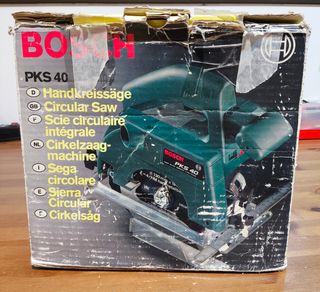 BOSCH
PKS 40
D Handkreissäge
GB Circular Saw
F Scie circulaire
intégrale
NL Cirkelzaag-
machine
I Sega
circolare
E Sierra
Circular
Cirkelsåg
BOSCH
PKS 40